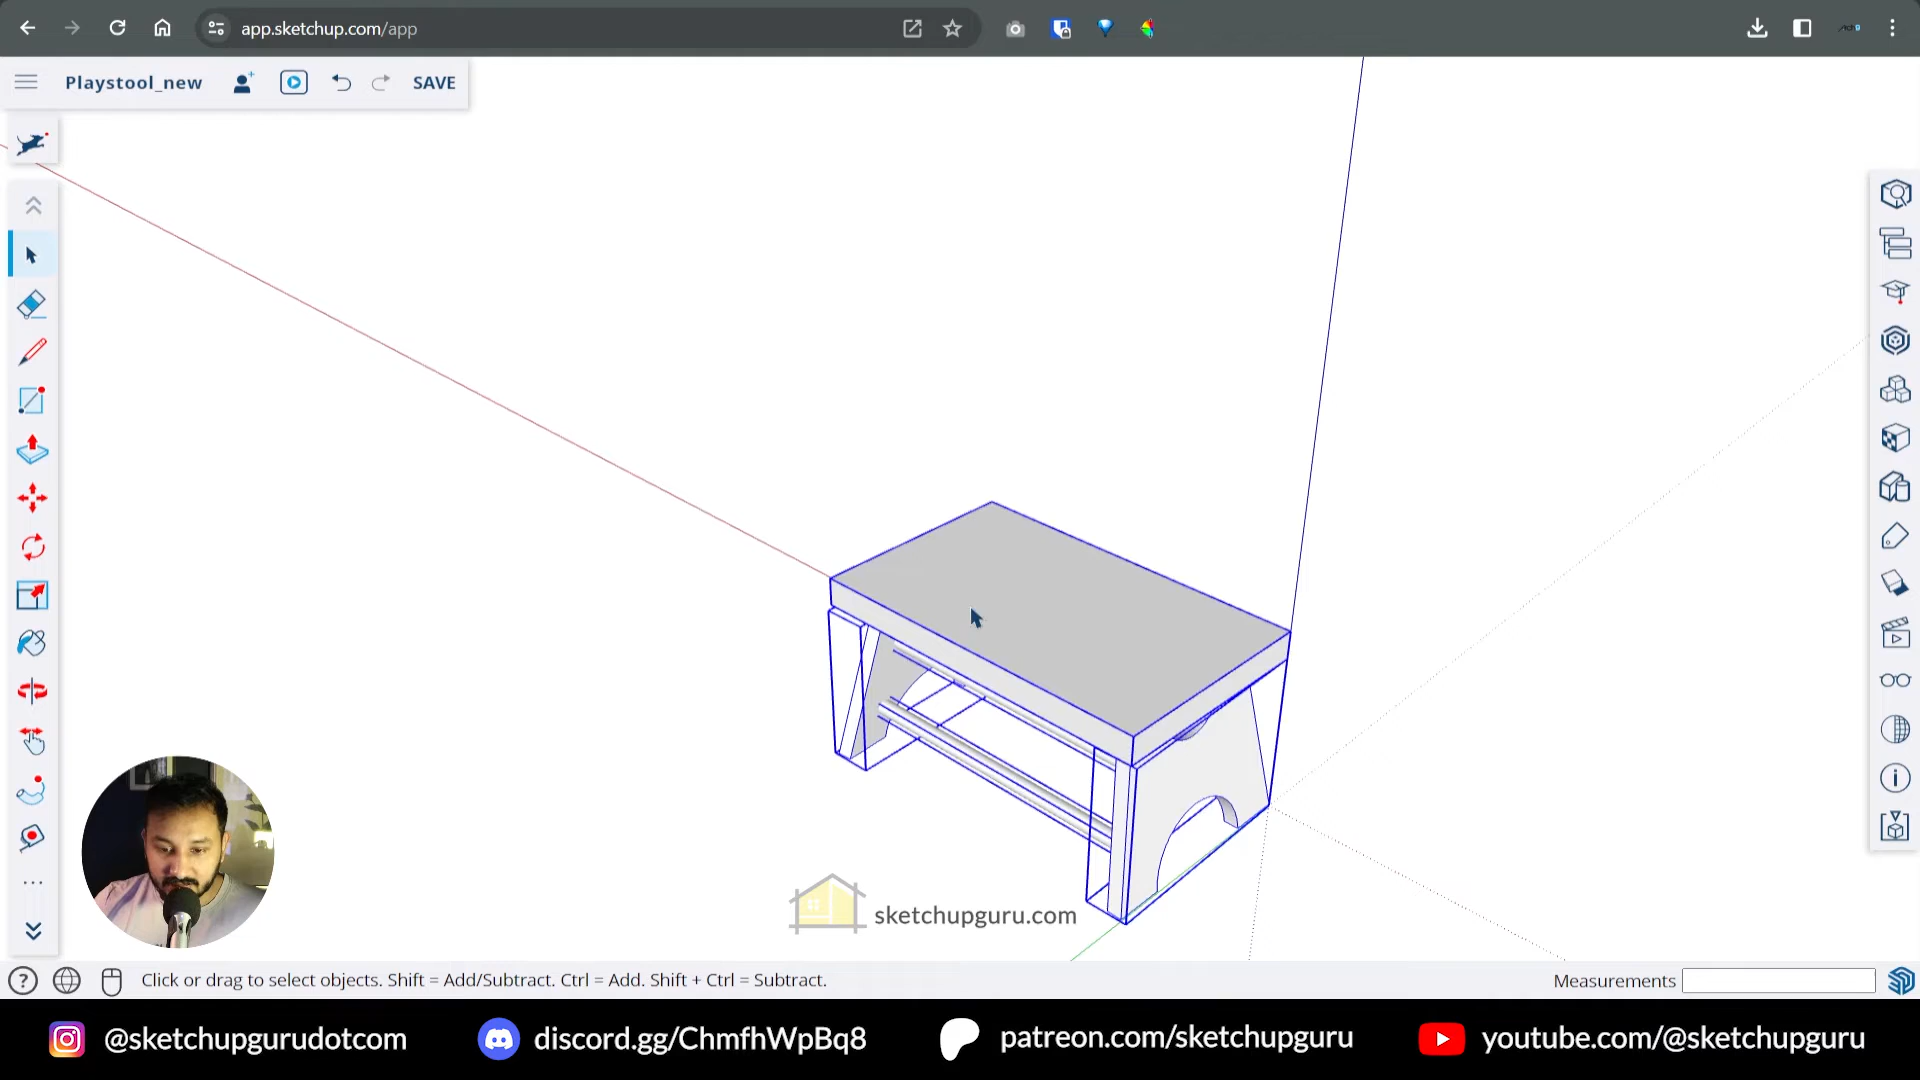 app.sketchup.com/app
Playstool_new
SAVE
sketchupguru.com
Click or drag to select objects. Shift = Add/Subtract. Ctrl = Add. Shift + Ctrl = Subtract.
Measurements
@sketchupgurudotcom
discord.gg/ChmfhWpBq8
patreon.com/sketchupguru
youtube.com/@sketchupguru